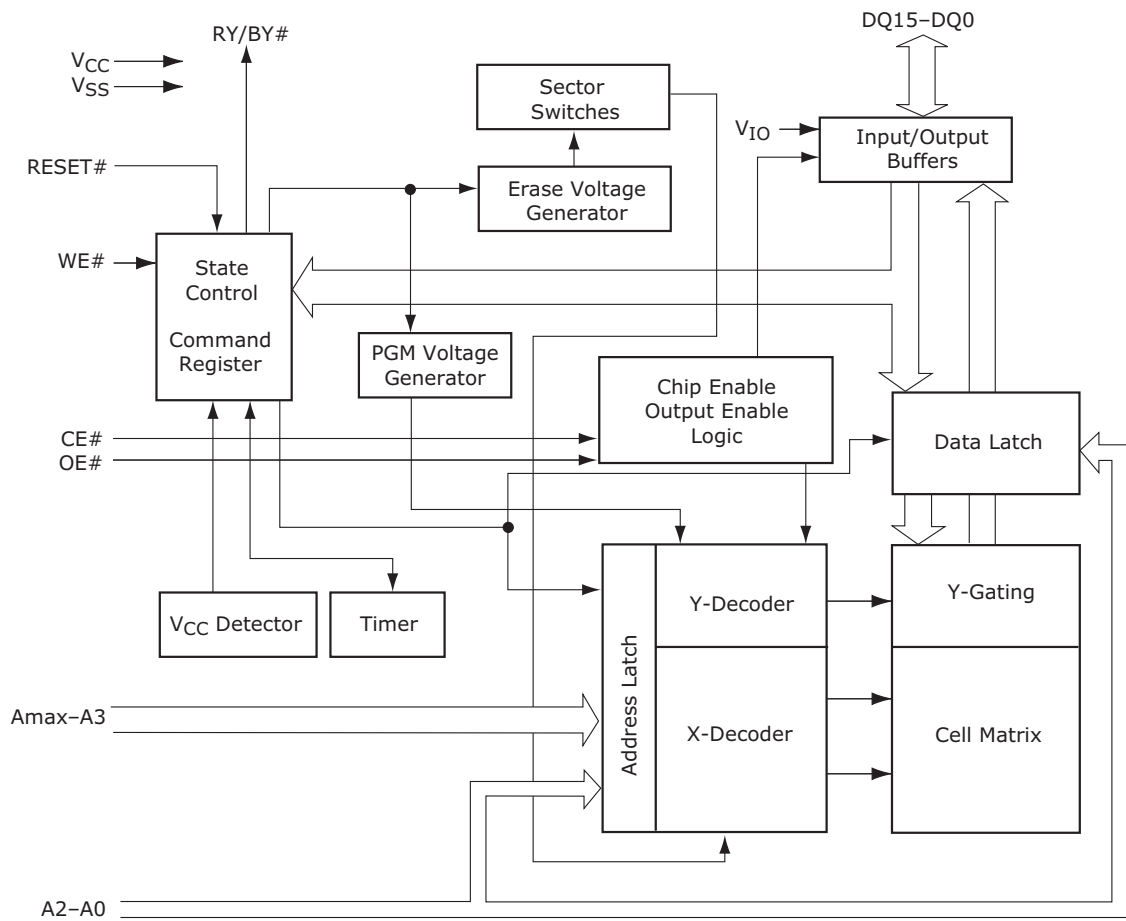 RY/BY#
DQ15–DQ0
VCC
VSS
Sector
Switches
VIO
Input/Output
Buffers
RESET#
Erase Voltage
Generator
WE#
State
Control
Command
Register
PGM Voltage
Generator
Chip Enable
Output Enable
Logic
CE#
OE#
Data Latch
VCC Detector
Timer
Address Latch
Y-Decoder
Y-Gating
Amax–A3
X-Decoder
Cell Matrix
A2–A0